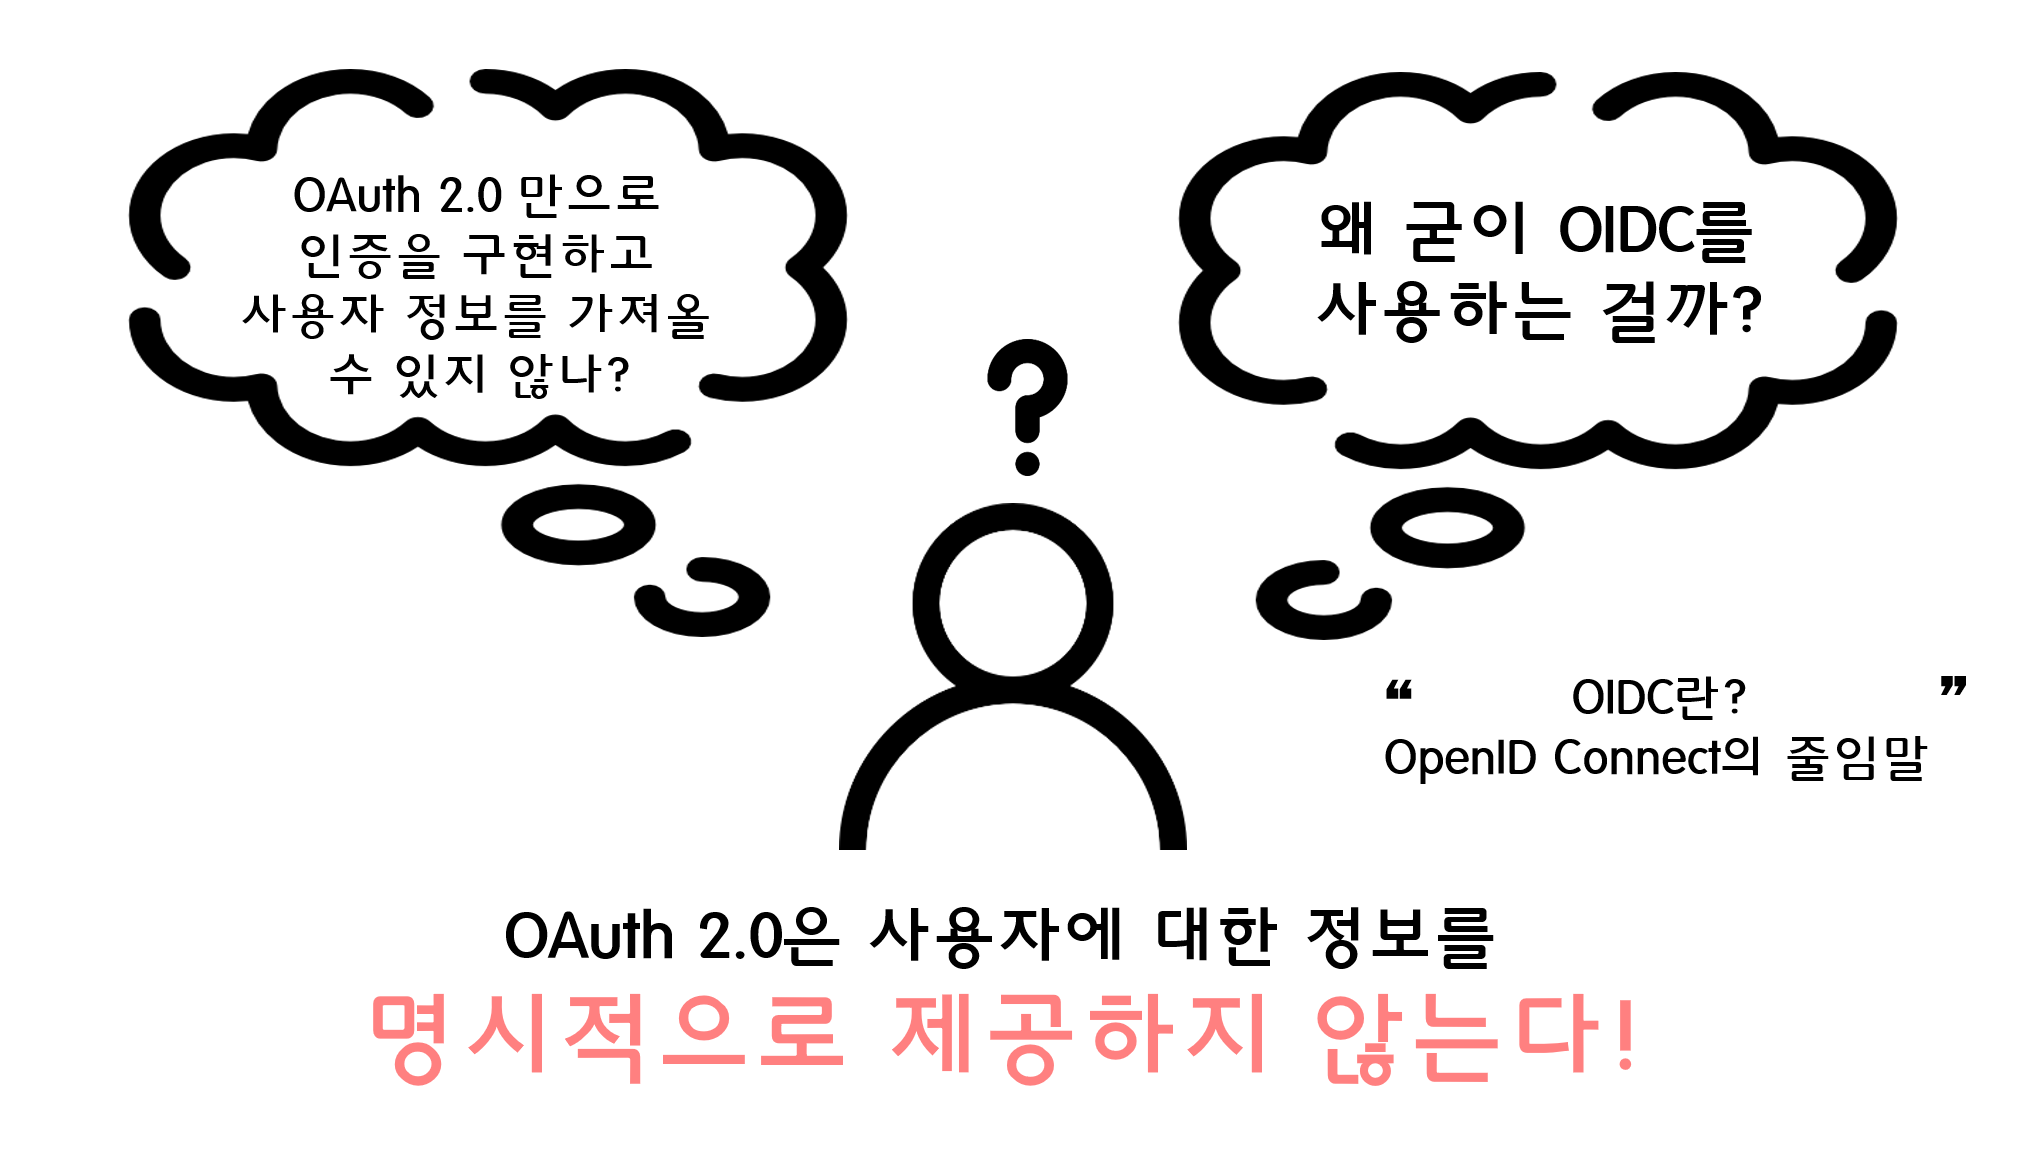 OAuth 2.0 만으로
인증을 구현하고
사용자 정보를 가져올
수 있지 않나?
왜 굳이 OIDC를
사용하는 걸까?
?
❝ OIDC란? ❞
OpenID Connect의 줄임말
OAuth 2.0은 사용자에 대한 정보를
명시적으로 제공하지 않는다!